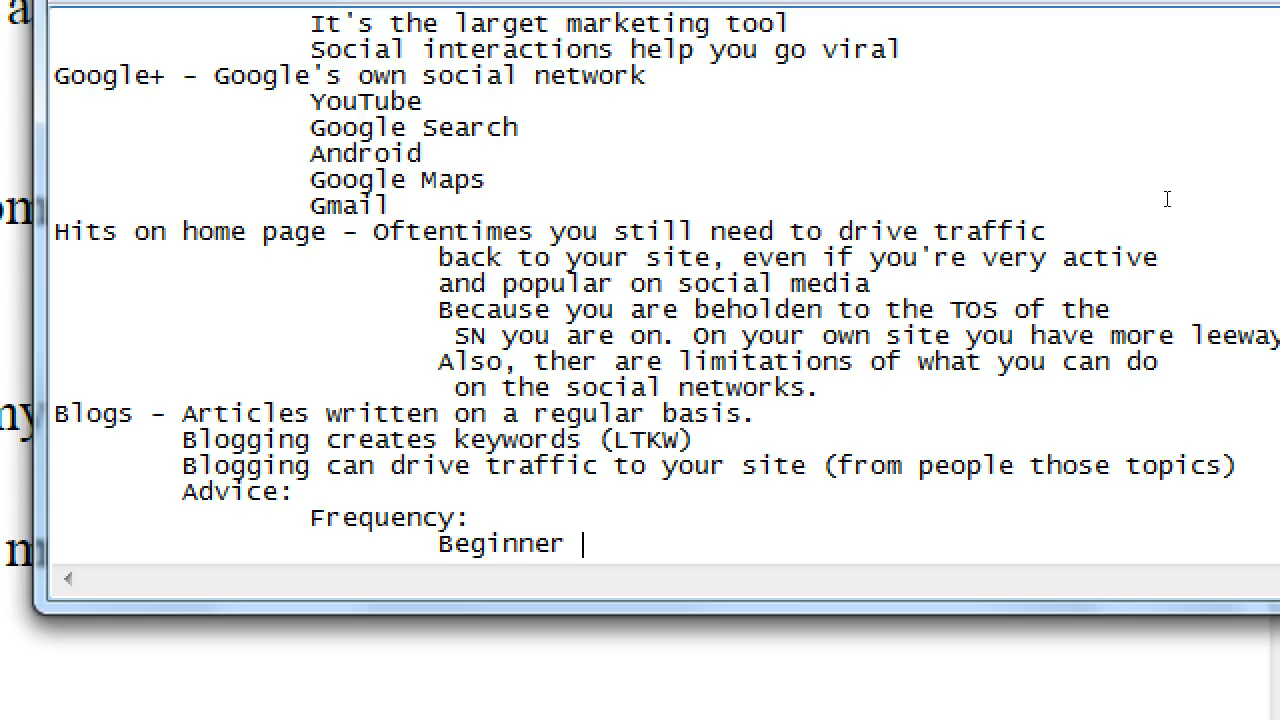 It's the larget marketing tool
Social interactions help you go viral
Google+ - Google's own social network
YouTube
Google Search
Android
Google Maps
Gmail
Hits on home page - Oftentimes you still need to drive traffic
back to your site, even if you're very active
and popular on social media
Because you are beholden to the TOS of the
SN you are on. On your own site you have more leeway
Also, ther are limitations of what you can do
on the social networks.
Blogs - Articles written on a regular basis.
Blogging creates keywords (LTKW)
Blogging can drive traffic to your site (from people those topics)
Advice:
Frequency:
Beginner